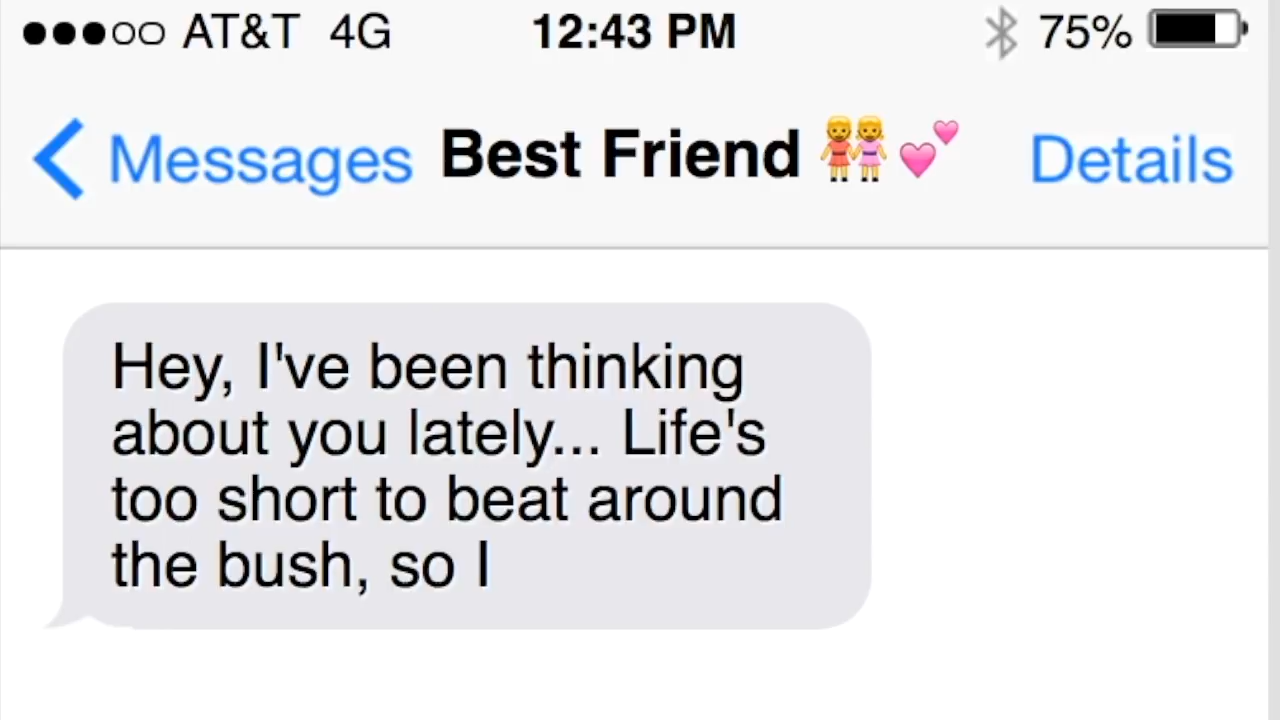 AT&T 4G 12:43 PM 75%
Messages Best Friend 👭💕 Details
Hey, I've been thinking
about you lately... Life's
too short to beat around
the bush, so I